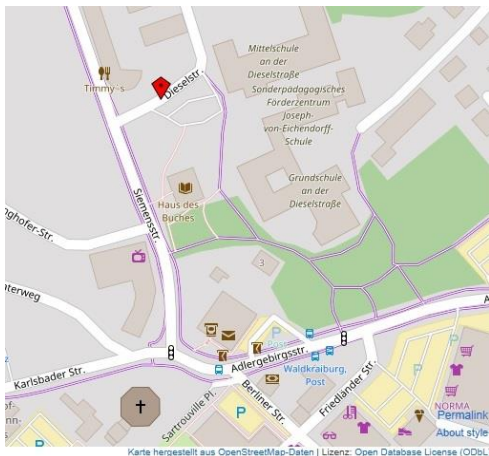 Mittelschule
an der
Dieselstraße
Sonderpädagogisches
Förderzentrum
Joseph-
von-Eichendorff-
Schule
Timmy´s
Dieselstr.
Grundschule
an der
Dieselstraße
Siemensstr.
Haus des
Buches
nghofer-Str.
3
aterweg
P
Post
Adlergebirgsstr.
A
Waldkraiburg,
Post
Karlsbader Str.
Friedländer Str.
Berliner Str.
Sartrouville Pl.
P
P
P
P
NORMA
Permalink
About style
Karte hergestellt aus OpenStreetMap-Daten | Lizenz: Open Database License (ODbL)